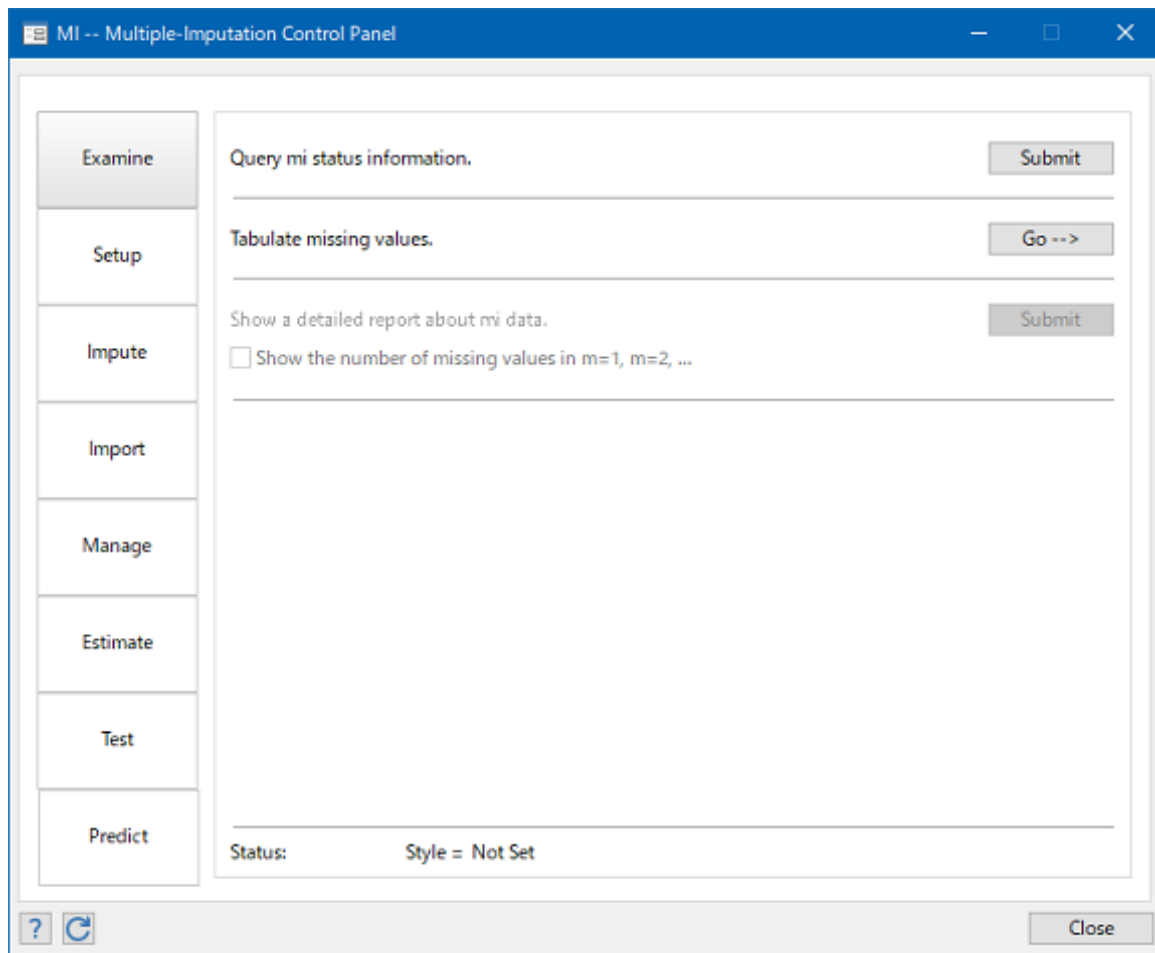 MI -- Multiple-Imputation Control Panel
Examine
Setup
Impute
Import
Manage
Estimate
Test
Predict
Query mi status information. Submit
Tabulate missing values. Go -->
Show a detailed report about mi data. Submit
Show the number of missing values in m=1, m=2, ...
Status: Style = Not Set
? 
Close